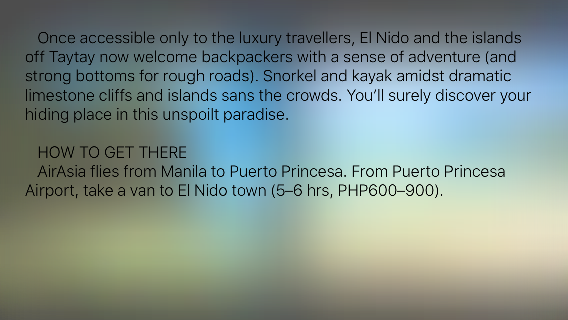 Once accessible only to the luxury travellers, El Nido and the islands
off Taytay now welcome backpackers with a sense of adventure (and
strong bottoms for rough roads). Snorkel and kayak amidst dramatic
limestone cliffs and islands sans the crowds. You’ll surely discover your
hiding place in this unspoilt paradise.
HOW TO GET THERE
AirAsia flies from Manila to Puerto Princesa. From Puerto Princesa
Airport, take a van to El Nido town (5–6 hrs, PHP600–900).